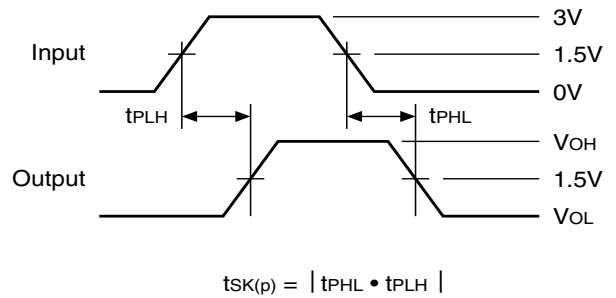 3V
Input
1.5V
0V
tPLH
tPHL
VOH
Output
1.5V
VOL
tSK(p) = | tPHL • tPLH |